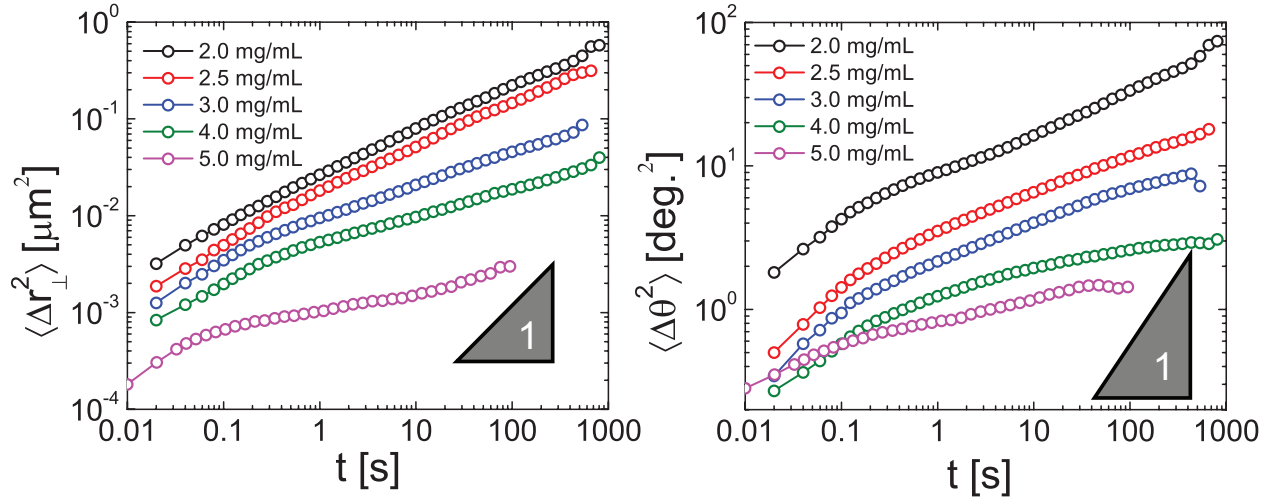 10⁰
10⁻¹
10⁻²
10⁻³
10⁻⁴
⟨Δr²⊥⟩ [μm²]
2.0 mg/mL
2.5 mg/mL
3.0 mg/mL
4.0 mg/mL
5.0 mg/mL
1
0.01 0.1 1 10 100 1000
t [s]
10²
10¹
10⁰
⟨Δθ²⟩ [deg.²]
2.0 mg/mL
2.5 mg/mL
3.0 mg/mL
4.0 mg/mL
5.0 mg/mL
1
0.01 0.1 1 10 100 1000
t [s]